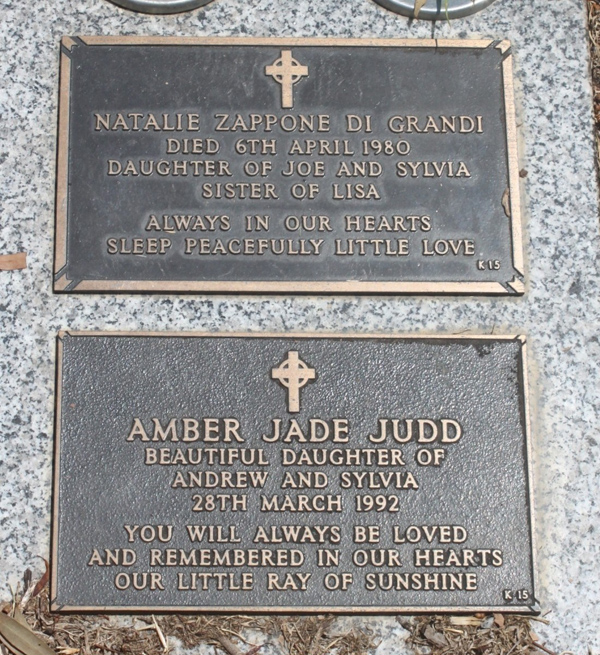 NATALIE ZAPPONE DI GRANDI
DIED 6TH APRIL 1980
DAUGHTER OF JOE AND SYLVIA
SISTER OF LISA
ALWAYS IN OUR HEARTS
SLEEP PEACEFULLY LITTLE LOVE
K 15
AMBER JADE JUDD
BEAUTIFUL DAUGHTER OF
ANDREW AND SYLVIA
28TH MARCH 1992
YOU WILL ALWAYS BE LOVED
AND REMEMBERED IN OUR HEARTS
OUR LITTLE RAY OF SUNSHINE
K 15